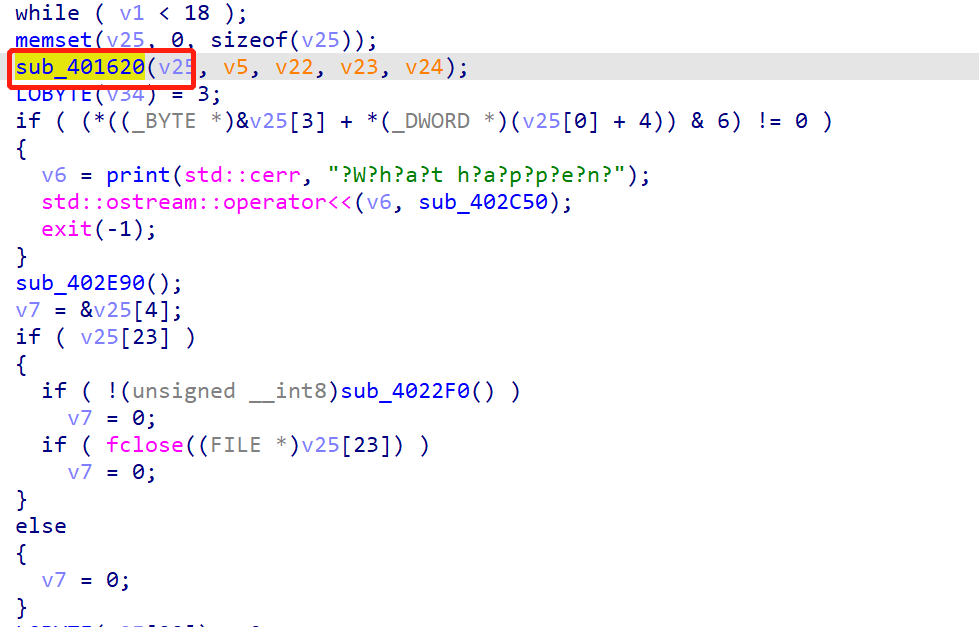 while ( v1 < 18 );
memset(v25, 0, sizeof(v25));
sub_401620(v25, v5, v22, v23, v24);
LOBYTE(v34) = 3;
if ( (*((_BYTE *)&v25[3] + *(_DWORD *)(v25[0] + 4)) & 6) != 0 )
{
v6 = print(std::cerr, "?W?h?a?t h?a?p?p?e?n?");
std::ostream::operator<<(v6, sub_402C50);
exit(-1);
}
sub_402E90();
v7 = &v25[4];
if ( v25[23] )
{
if ( !(unsigned __int8)sub_4022F0() )
v7 = 0;
if ( fclose((FILE *)v25[23]) )
v7 = 0;
}
else
{
v7 = 0;
}